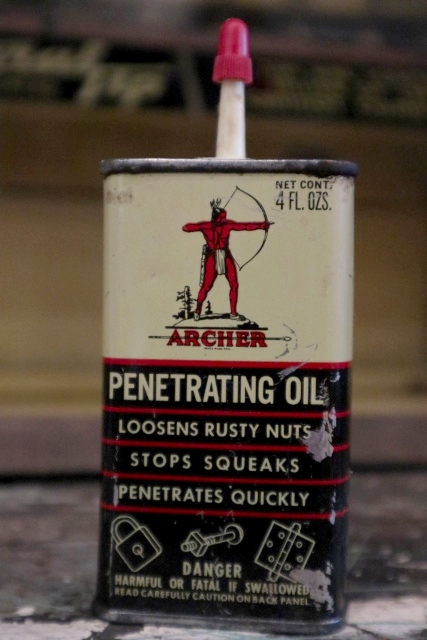 NET CONT.
4 FL. OZS.
ARCHER
PENETRATING OIL
LOOSENS RUSTY NUTS
STOPS SQUEAKS
PENETRATES QUICKLY
DANGER
HARMFUL OR FATAL IF SWALLOWED
READ CAREFULLY CAUTION ON BACK PANEL